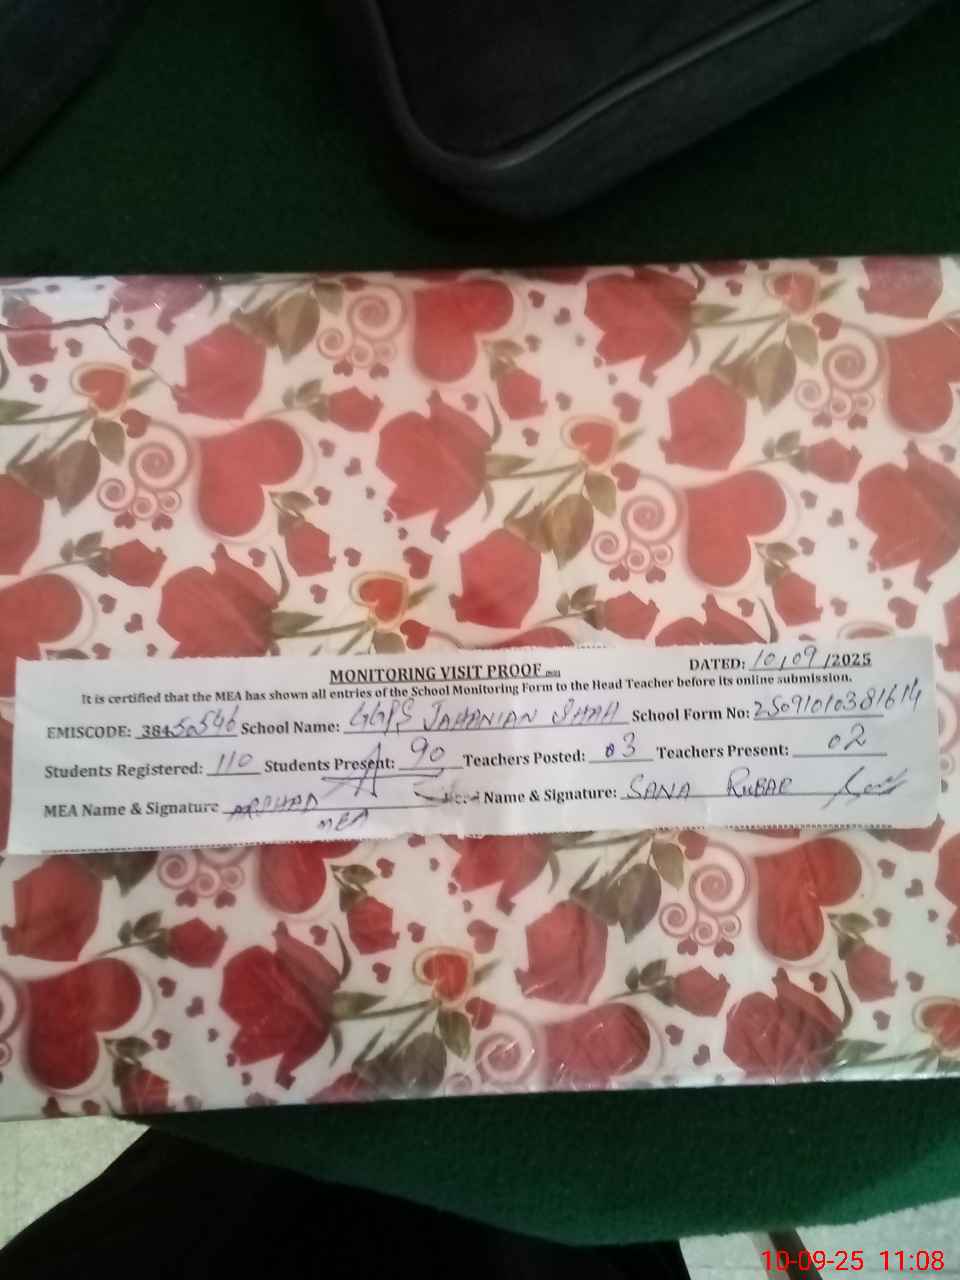 MONITORING VISIT PROOF DATED: 10/09/2025
It is certified that the MEA has shown all entries of the School Monitoring Form to the Head Teacher before its online submission.
EMISCODE: School Name: GGPS JAHANIAN SHAH School Form No: 25091010381614
Students Registered: 110 Students Present: 90 Teachers Posted: 03 Teachers Present: 02
MEA Name & Signature ARSHAD Name & Signature: SANA RUBAB
MEA
10-09-25 11:08